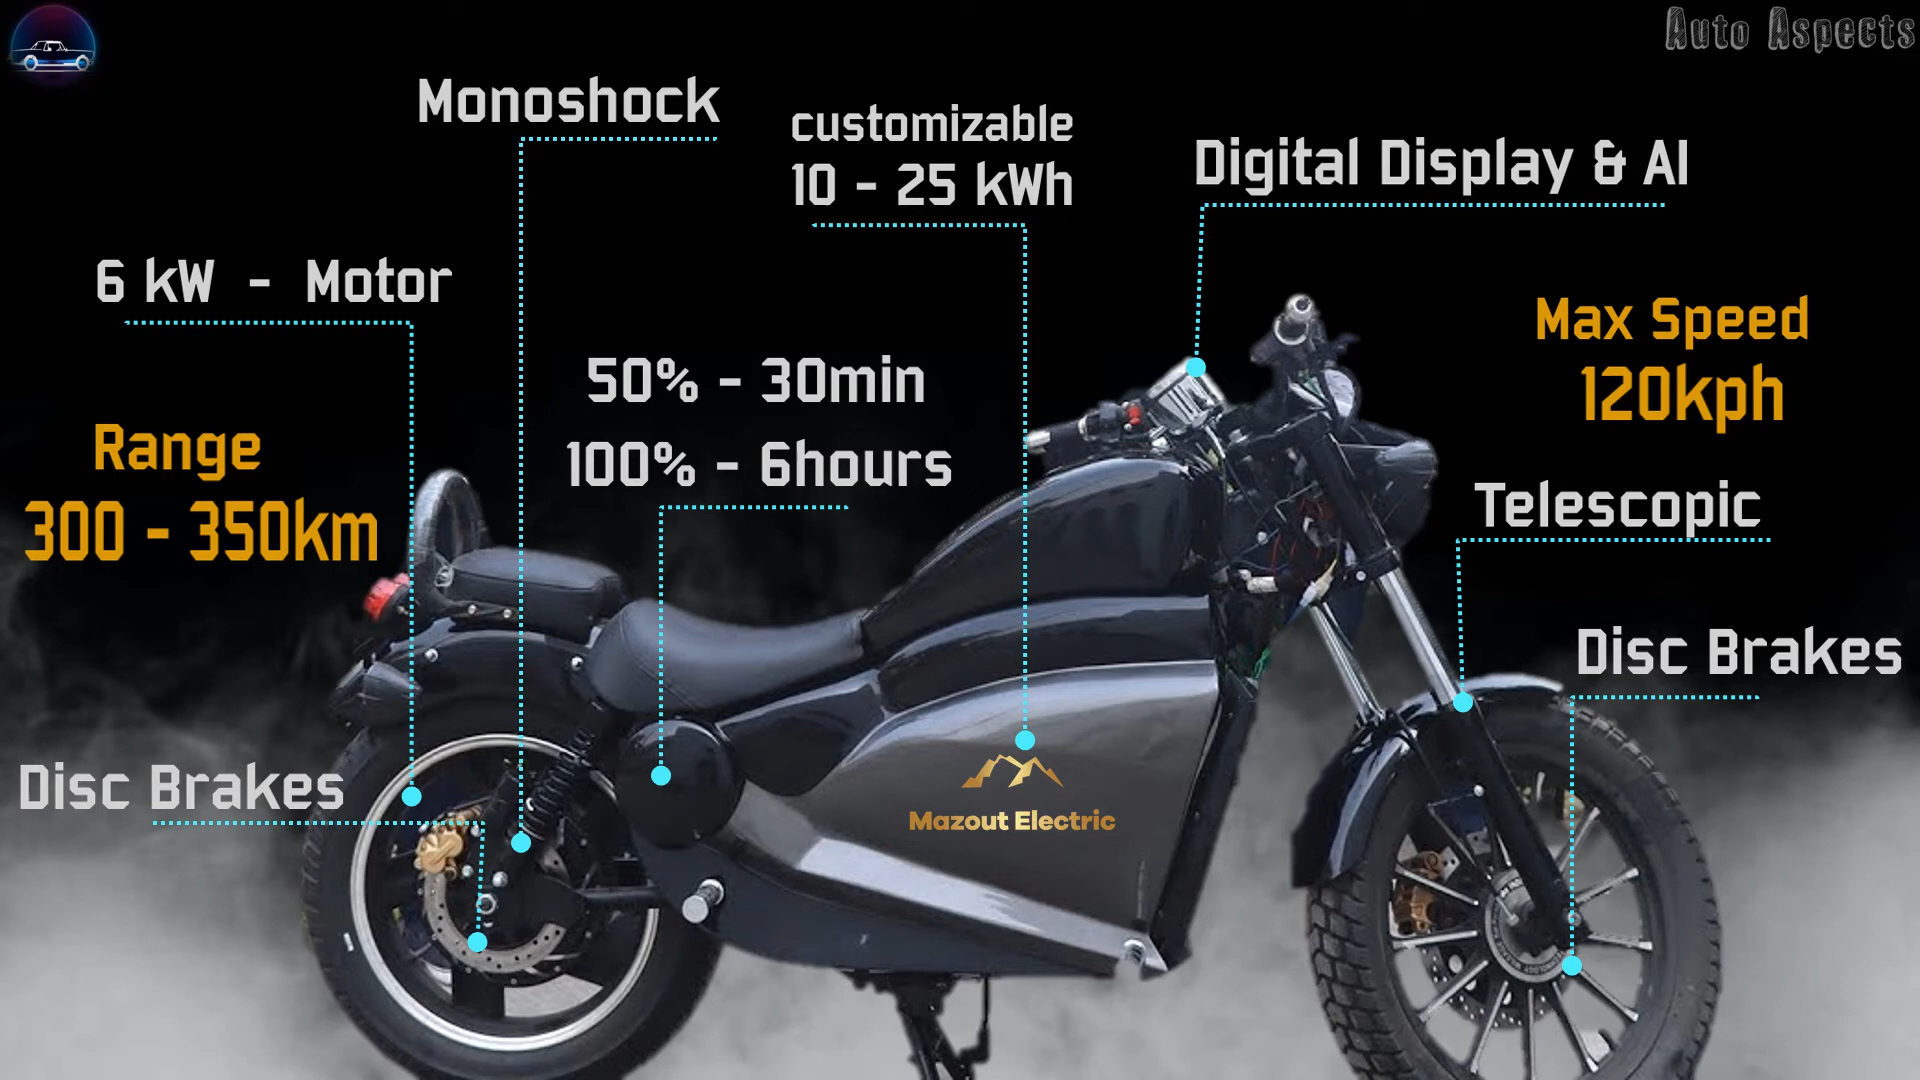 Auto Aspects
Monoshock
customizable
10 - 25 kWh
Digital Display & AI
6 kW - Motor
Max Speed
120kph
50% - 30min
100% - 6hours
Range
300 - 350km
Telescopic
Disc Brakes
Disc Brakes
Mazout Electric